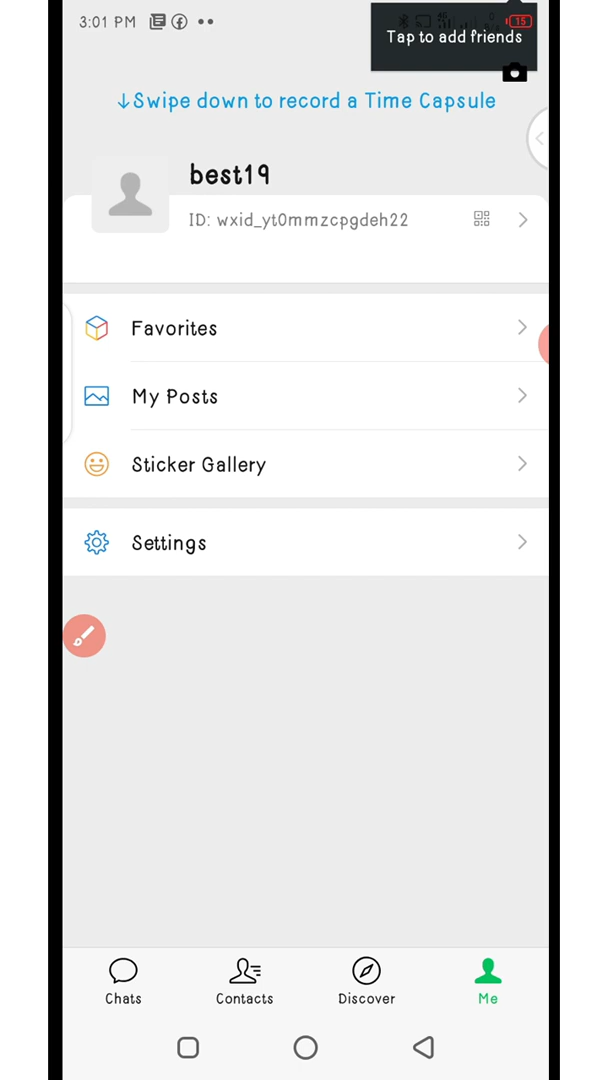 3:01 PM
15
Tap to add friends
↓Swipe down to record a Time Capsule
best19
ID: wxid_yt0mmzcpgdeh22
Favorites
My Posts
Sticker Gallery
Settings
Chats
Contacts
Discover
Me